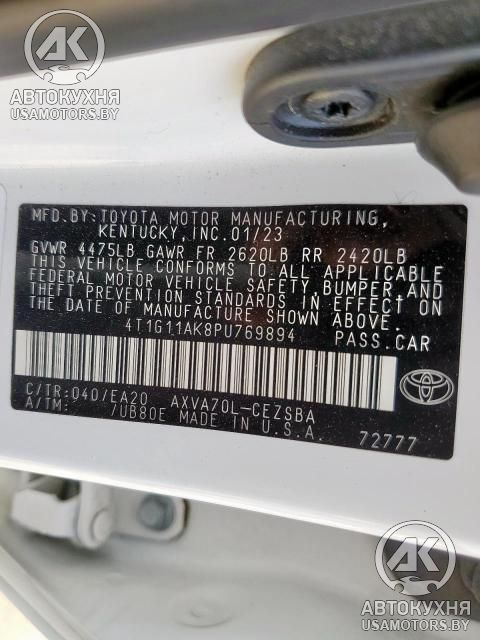 AK
АВТОКУХНЯ
USAMOTORS.BY
MFD.BY:TOYOTA MOTOR MANUFACTURING,
KENTUCKY, INC.01/23
GVWR 4475LB GAWR FR 2620LB RR 2420LB
THIS VEHICLE CONFORMS TO ALL APPLICABLE
FEDERAL MOTOR VEHICLE SAFETY, BUMPER AND
THEFT PREVENTION STANDARDS IN EFFECT ON
THE DATE OF MANUFACTURE SHOWN ABOVE.
4T1G11AK8PU769894 PASS.CAR
C/TR:040/EA20 AXVA70L-CEZSBA
A/TM: /UB80E MADE IN U.S.A.
72777
AK
АВТОКУХНЯ
USAMOTORS.BY